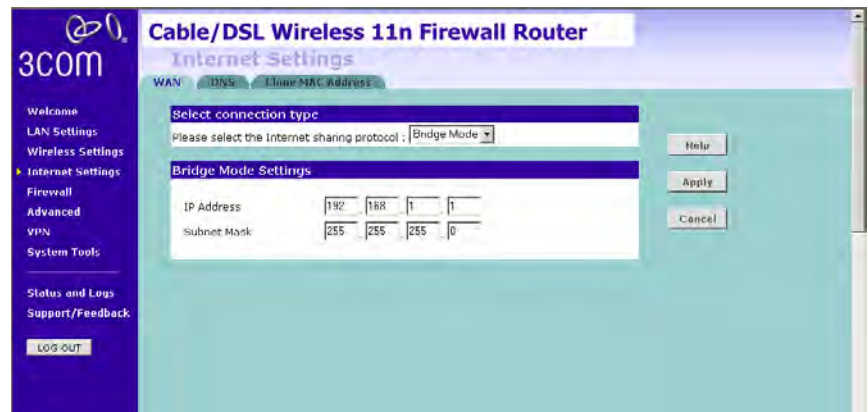 3COM
Cable/DSL Wireless 11n Firewall Router
Internet Settings
WAN
DNS
Clone MAC Address
Welcome
LAN Settings
Wireless Settings
Internet Settings
Firewall
Advanced
VPN
System Tools
Status and Logs
Support/Feedback
LOG OUT
Select connection type
Please select the Internet sharing protocol : Bridge Mode
Bridge Mode Settings
IP Address 192 . 168 . 1 . 1
Subnet Mask 255 . 255 . 255 . 0
Help
Apply
Cancel